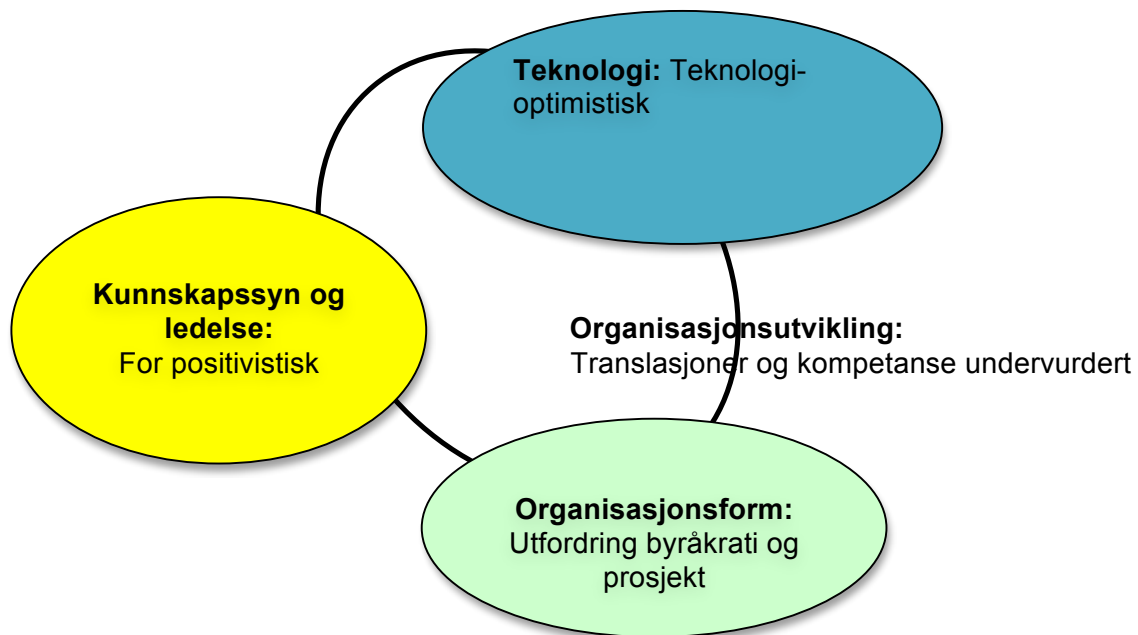 Teknologi: Teknologi-
optimistisk
Kunnskapssyn og
ledelse:
For positivistisk
Organisasjonsutvikling:
Translasjoner og kompetanse undervurdert
Organisasjonsform:
Utfordring byråkrati og
prosjekt